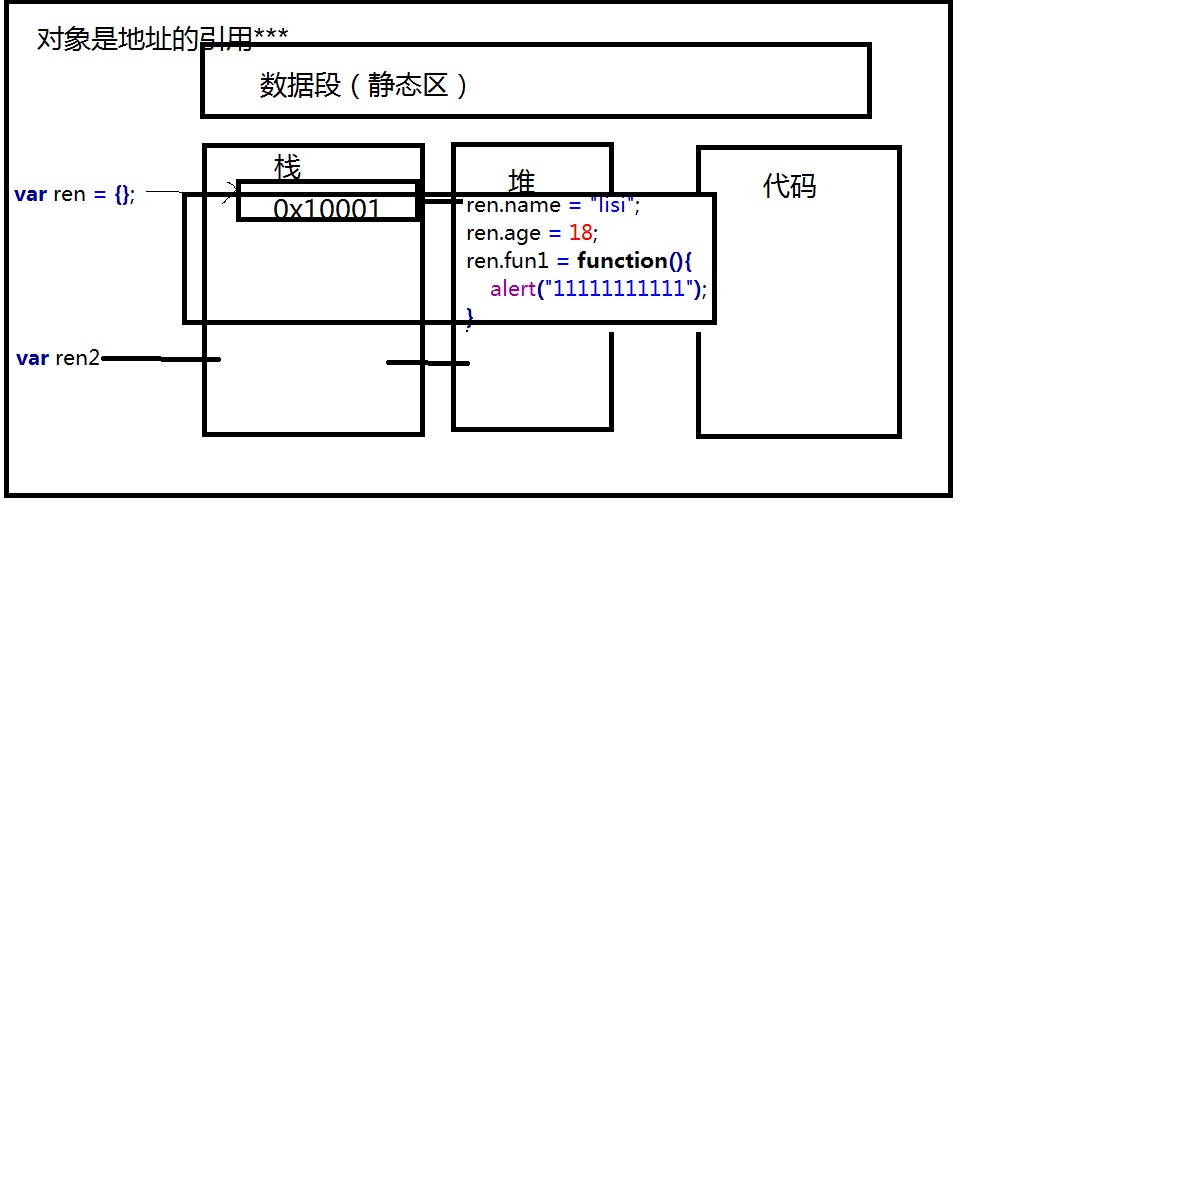 对象是地址的引用***
数据段（静态区）
栈
堆
代码
var ren = {};
0x10001
ren.name = "lisi";
ren.age = 18;
ren.fun1 = function(){
alert("11111111111");
}
var ren2